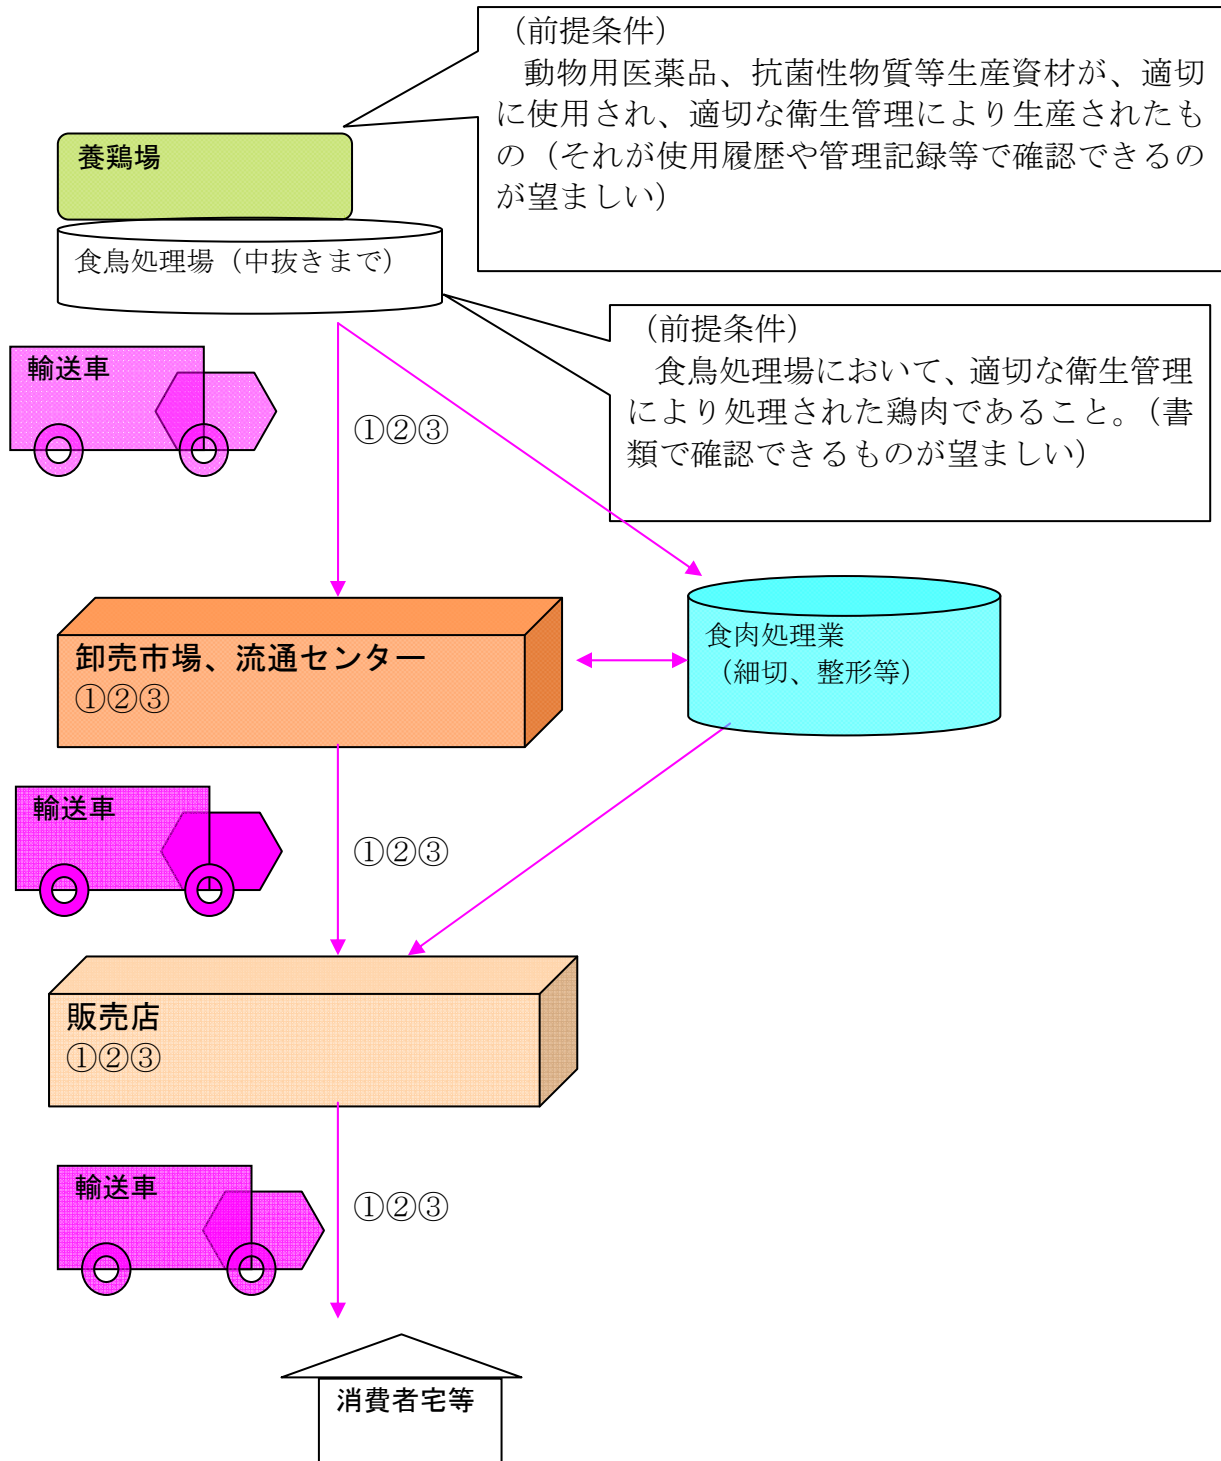 （前提条件）
動物用医薬品、抗菌性物質等生産資材が、適切
に使用され、適切な衛生管理により生産されたも
の（それが使用履歴や管理記録等で確認できるの
が望ましい）
養鶏場
食鳥処理場（中抜きまで）
（前提条件）
食鳥処理場において、適切な衛生管理
により処理された鶏肉であること。（書
類で確認できるものが望ましい）
輸送車
①②③
食肉処理業
（細切、整形等）
卸売市場、流通センター
①②③
輸送車
①②③
販売店
①②③
輸送車
①②③
消費者宅等